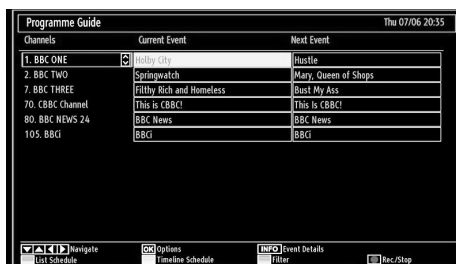 Programme Guide Thu 07/06 20:35
Channels Current Event Next Event
1. BBC ONE Holby City Hustle
2. BBC TWO Springwatch Mary, Queen of Shops
7. BBC THREE Filthy Rich and Homeless Bust My Ass
70. CBBC Channel This is CBBC! This Is CBBC!
80. BBC NEWS 24 BBC News BBC News
105. BBCi BBCi BBCi
Navigate OK Options INFO Event Details
List Schedule Timeline Schedule Filter Rec./Stop